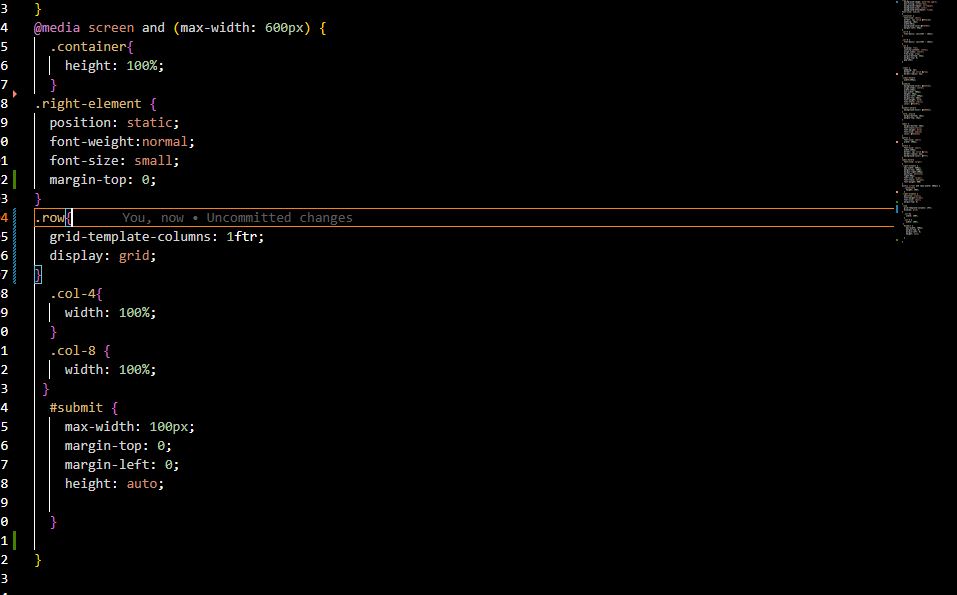 3 }
4 @media screen and (max-width: 600px) {
5 .container{
6 height: 100%;
7 }
8 .right-element {
9 position: static;
0 font-weight:normal;
1 font-size: small;
2 margin-top: 0;
3 }
4 .row{ You, now • Uncommitted changes
5 grid-template-columns: 1ftr;
6 display: grid;
7 }
8 .col-4{
9 width: 100%;
0 }
1 .col-8 {
2 width: 100%;
3 }
4 #submit {
5 max-width: 100px;
6 margin-top: 0;
7 margin-left: 0;
8 height: auto;
9
0 }
1
2 }
3